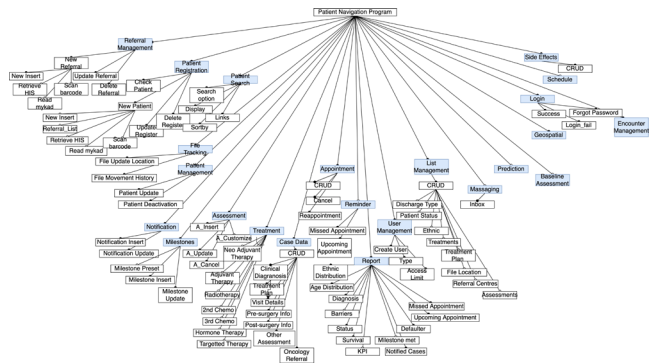 Patient Navigation Program
Referral
Management
New
Referral
New Insert
Update Referral
Retrieve
HIS
Scan
barcode
Delete
Referral
Read
mykad
Patient
Registration
Check
Patient
New Patient
New Insert
Referral_List
Retrieve HIS
Read mykad
Scan
barcode
Update
Register
Delete
Register
Patient
Search
Search
option
Display
Links
Sortby
File
Tracking
File Update Location
File Movement History
Patient
Management
Patient Update
Patient Deactivation
Notification
Notification Insert
Notification Update
Milestones
Milestone Preset
Milestone Insert
Milestone
Update
Assessment
A_Insert
A_Customize
A_Update
A_Cancel
Treatment
Neo Adjuvant
Therapy
Adjuvant
Therapy
Radiotherapy
2nd Chemo
3rd Chemo
Hormone Therapy
Targetted Therapy
Case Data
CRUD
Clinical
Diagrnosis
Treatment
Plan
Visit Details
Pre-surgery Info
Post-surgery Info
Other
Assessment
Oncology
Referral
Appointment
CRUD
Cancel
Reappointment
Reminder
Missed Appointment
Upcoming
Appointment
Report
Ethnic
Distribution
Age Distribution
Diagnosis
Barriers
Status
Survival
KPI
Notified Cases
Milestone met
Defaulter
Upcoming Appointment
Missed Appointment
User
Management
Create User
Type
Access
Limit
List
Management
CRUD
Discharge Type
Patient Status
Ethnic
Treatments
Treatment
Plan
File Location
Referral Centres
Assessments
Massaging
Inbox
Prediction
Baseline
Assessment
Geospatial
Login
Success
Login_fail
Forgot Password
Encounter
Management
Side Effects
CRUD
Schedule